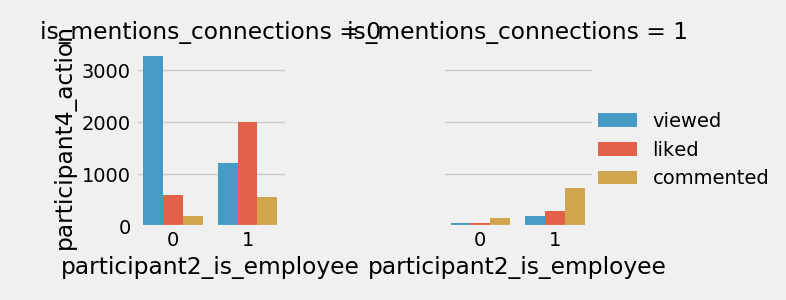 is_mentions_connections = 0
is_mentions_connections = 1
participant4_action
3000
2000
1000
0
0 1
0 1
participant2_is_employee
participant2_is_employee
viewed
liked
commented